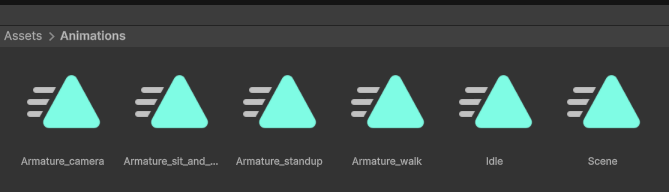 Assets > Animations
Armature_camera
Armature_sit_and_...
Armature_standup
Armature_walk
Idle
Scene